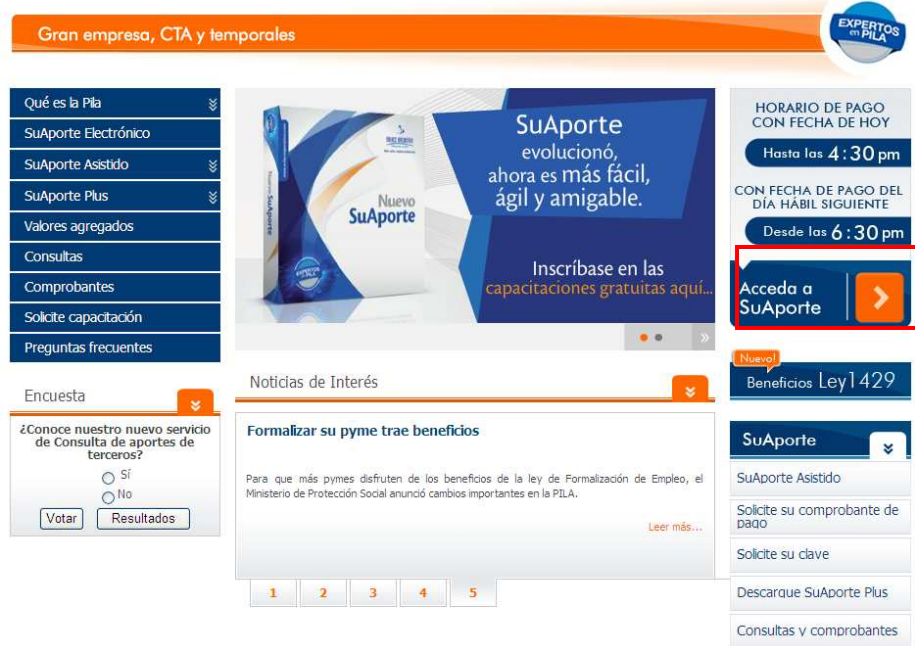 Gran empresa, CTA y temporales
EXPERTOS
en PILA
Qué es la Pila
SuAporte Electrónico
SuAporte Asistido
SuAporte Plus
Valores agregados
Consultas
Comprobantes
Solicite capacitación
Preguntas frecuentes
Encuesta
¿Conoce nuestro nuevo servicio
de Consulta de aportes de
terceros?
Sí
No
Votar
Resultados
Nuevo
SuAporte
Nuevo SuAporte
EXPERTOS
SuAporte
evolucionó,
ahora es más fácil,
ágil y amigable.
Inscríbase en las
capacitaciones gratuitas aquí...
Noticias de Interés
Formalizar su pyme trae beneficios
Para que más pymes disfruten de los beneficios de la ley de Formalización de Empleo, el
Ministerio de Protección Social anunció cambios importantes en la PILA.
Leer más...
1 2 3 4 5
HORARIO DE PAGO
CON FECHA DE HOY
Hasta las 4:30 pm
CON FECHA DE PAGO DEL
DÍA HÁBIL SIGUIENTE
Desde las 6:30 pm
Acceda a
SuAporte
Nuevo!
Beneficios Ley1429
SuAporte
SuAporte Asistido
Solicite su comprobante de
pago
Solicite su clave
Descargue SuAporte Plus
Consultas y comprobantes